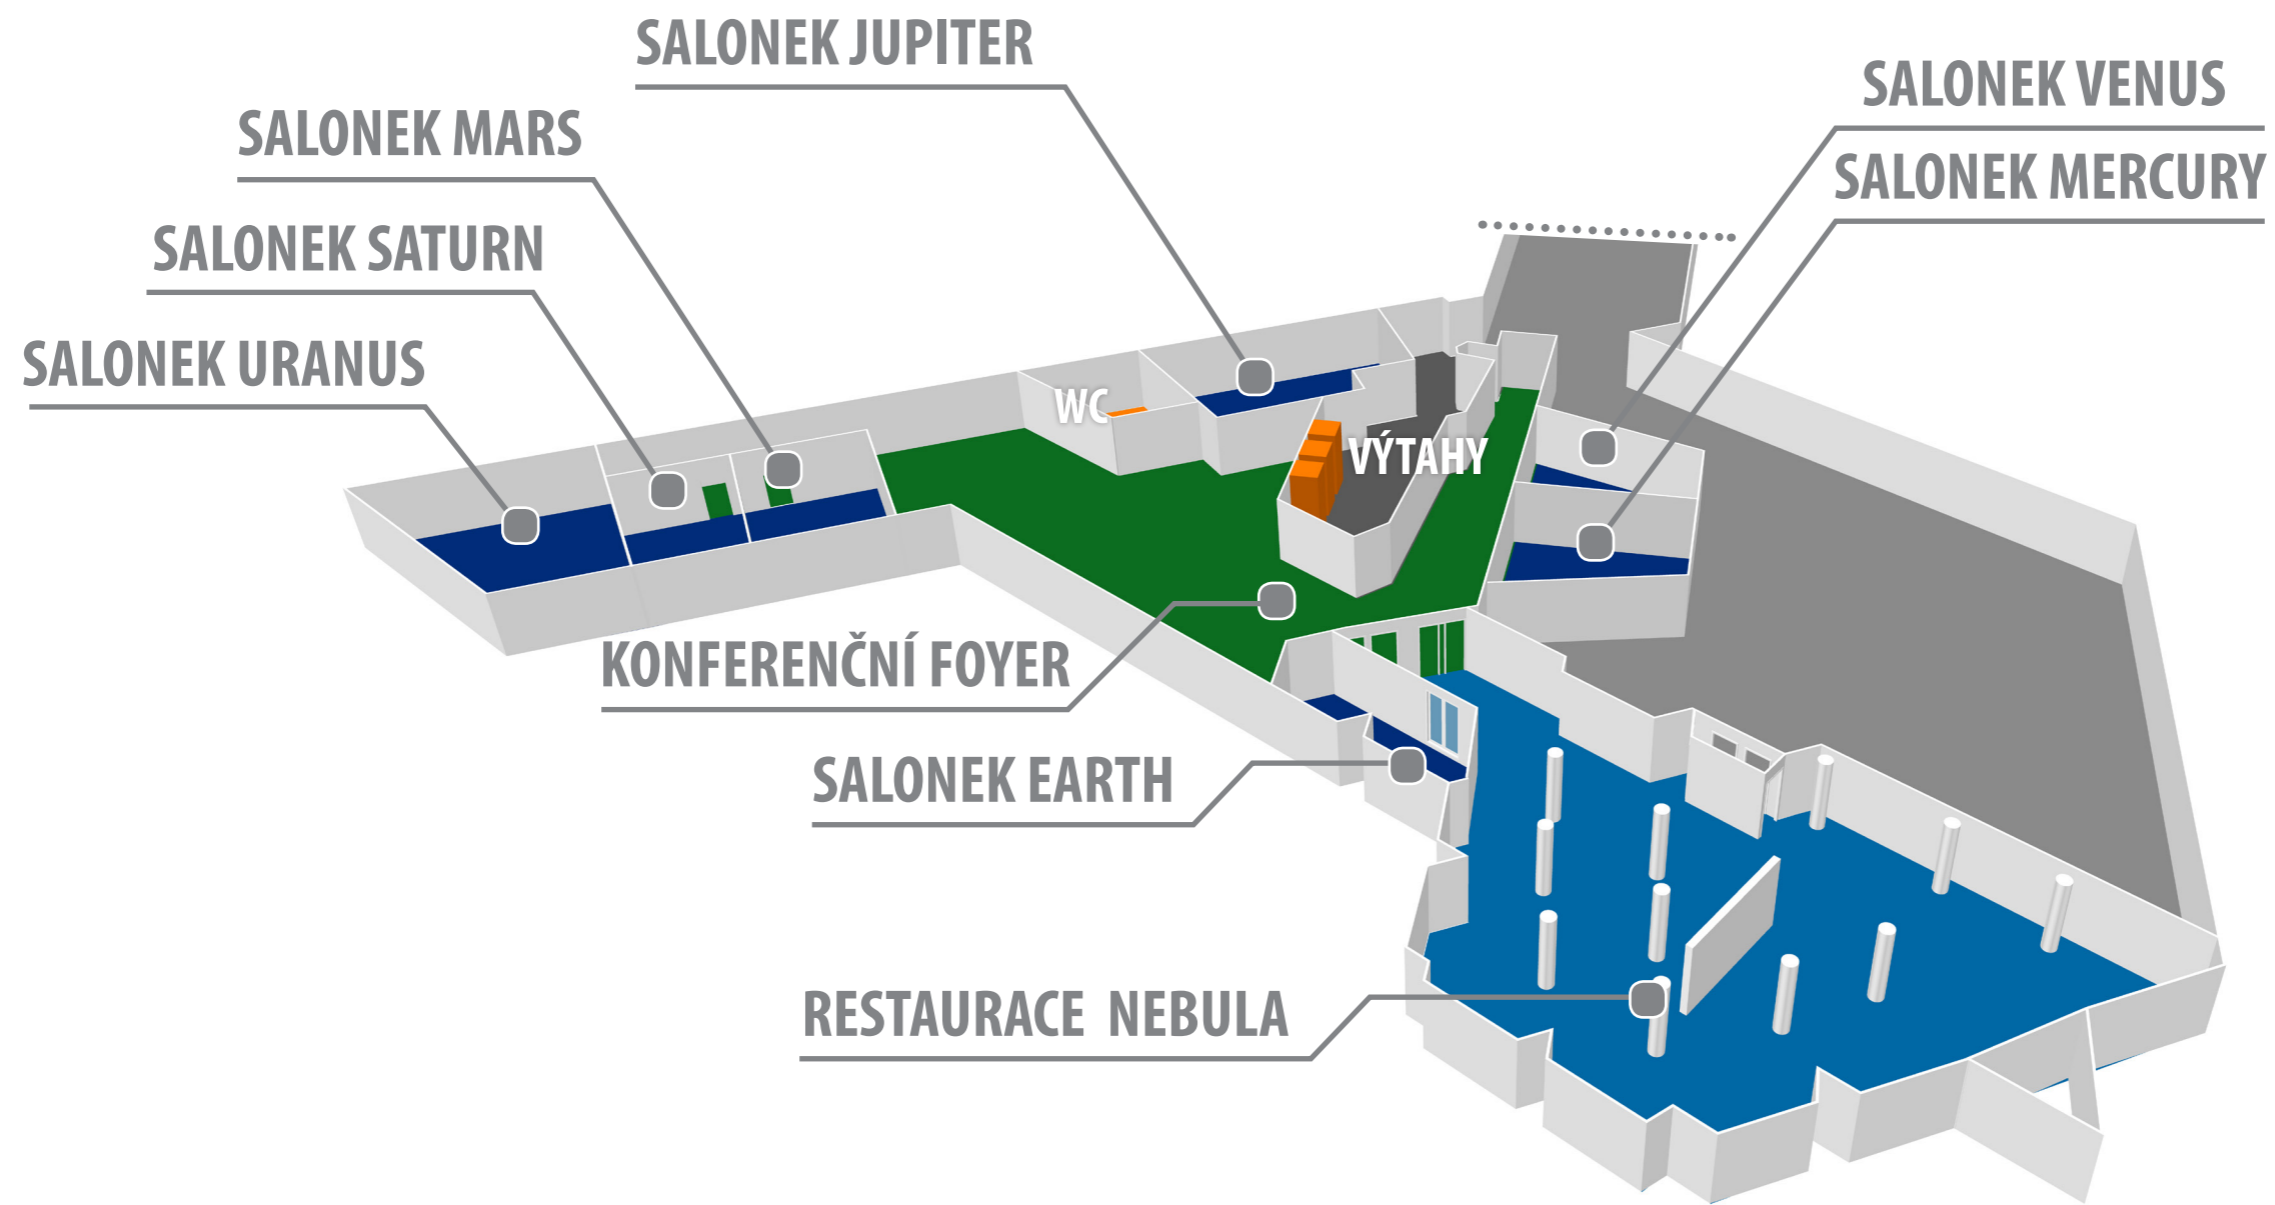 SALONEK JUPITER
SALONEK VENUS
SALONEK MARS
SALONEK MERCURY
SALONEK SATURN
SALONEK URANUS
WC
VÝTAHY
KONFERENČNÍ FOYER
SALONEK EARTH
RESTAURACE NEBULA